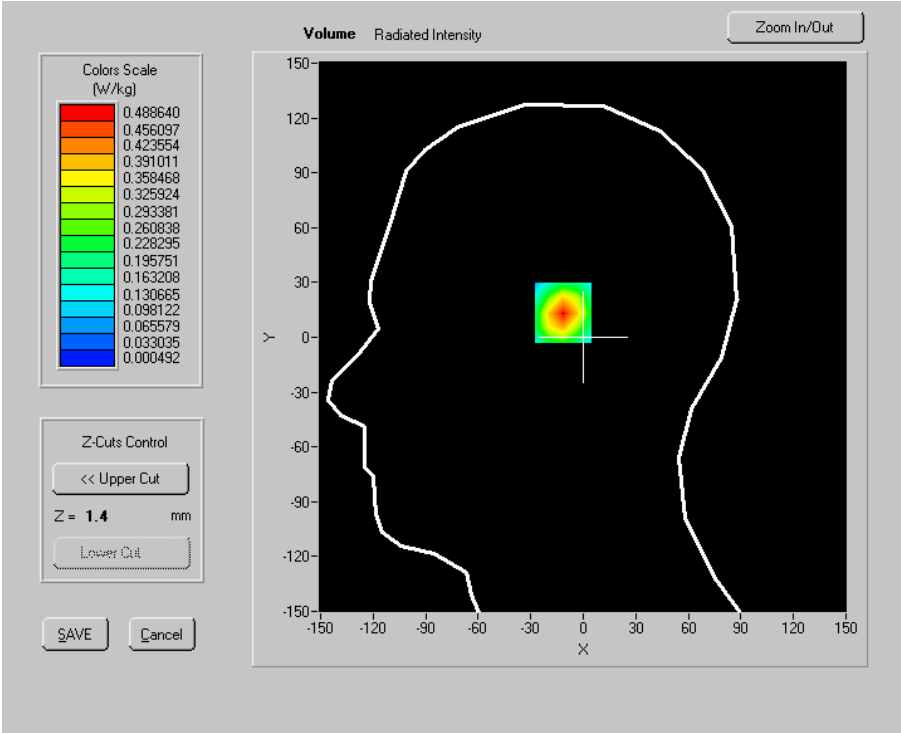 Volume Radiated Intensity
Zoom In/Out
Colors Scale
(W/kg)
0.488640
0.456097
0.423554
0.391011
0.358468
0.325924
0.293381
0.260838
0.228295
0.195751
0.163208
0.130665
0.098122
0.065579
0.033035
0.000492
Z-Cuts Control
<< Upper Cut
Z = 1.4 mm
Lower Cut
SAVE
Cancel
150
120
90
60
30
0
-30
-60
-90
-120
-150
Y
-150 -120 -90 -60 -30 0 30 60 90 120 150
X